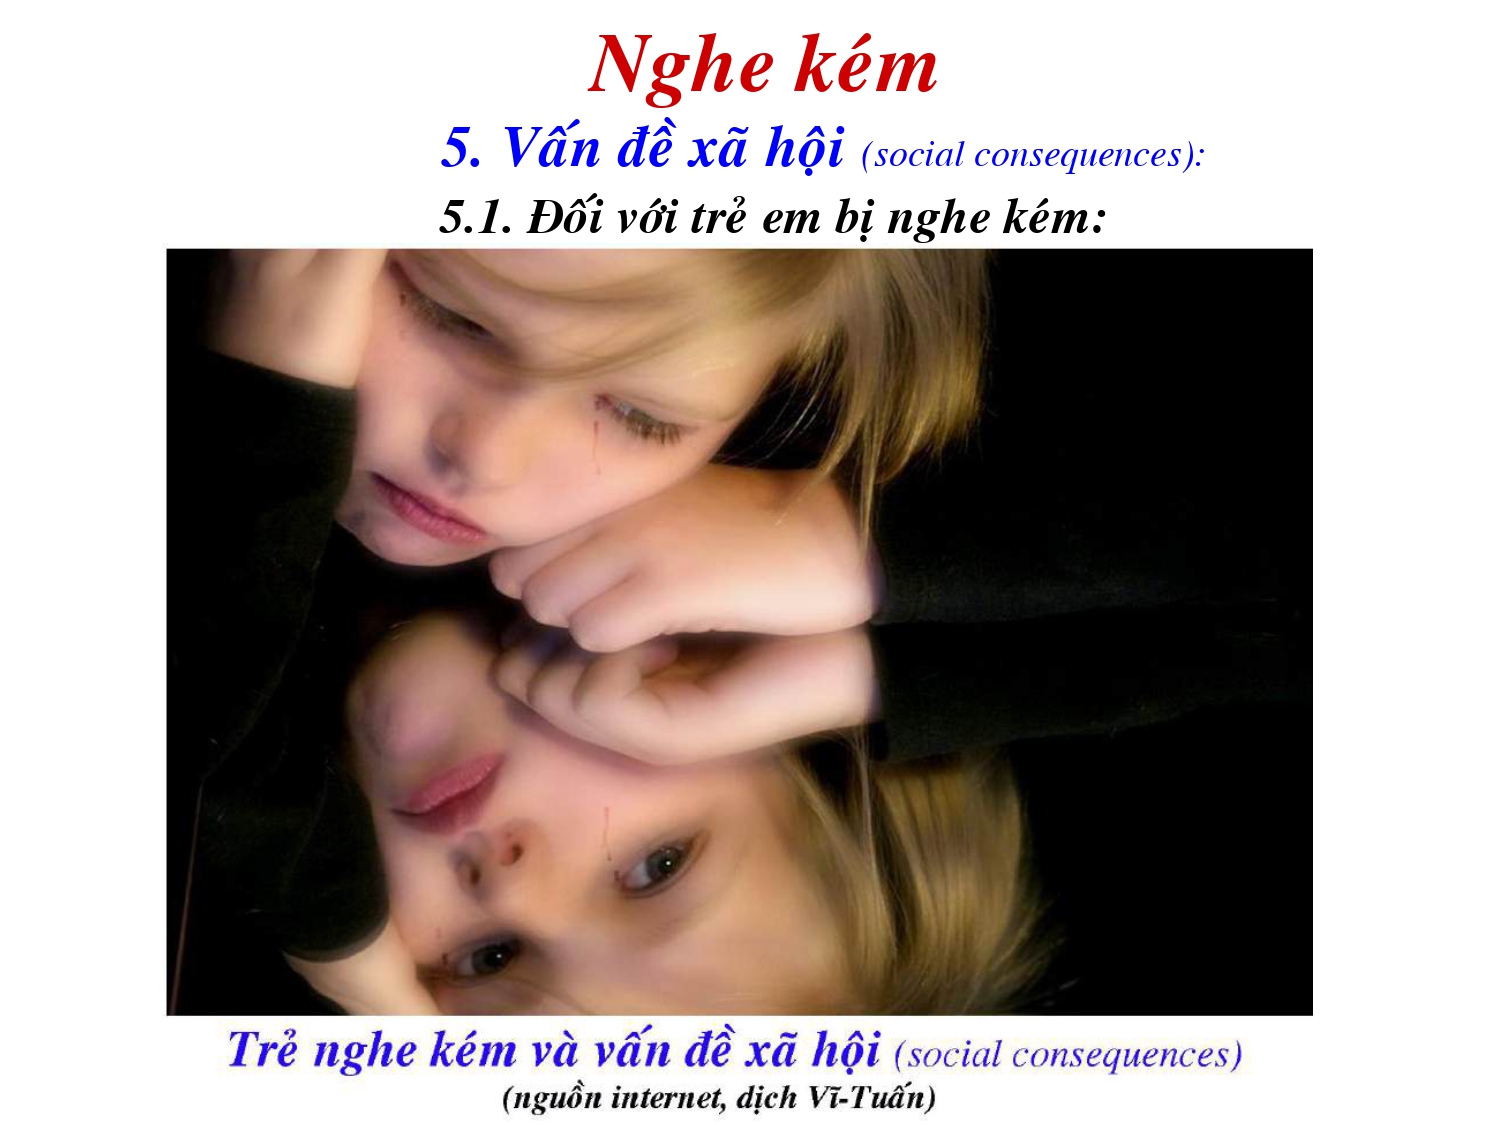 Nghe kém
5. Vấn đề xã hội (social consequences):
5.1. Đối với trẻ em bị nghe kém:
Trẻ nghe kém và vấn đề xã hội (social consequences)
(nguồn internet, dịch Vĩ-Tuấn)